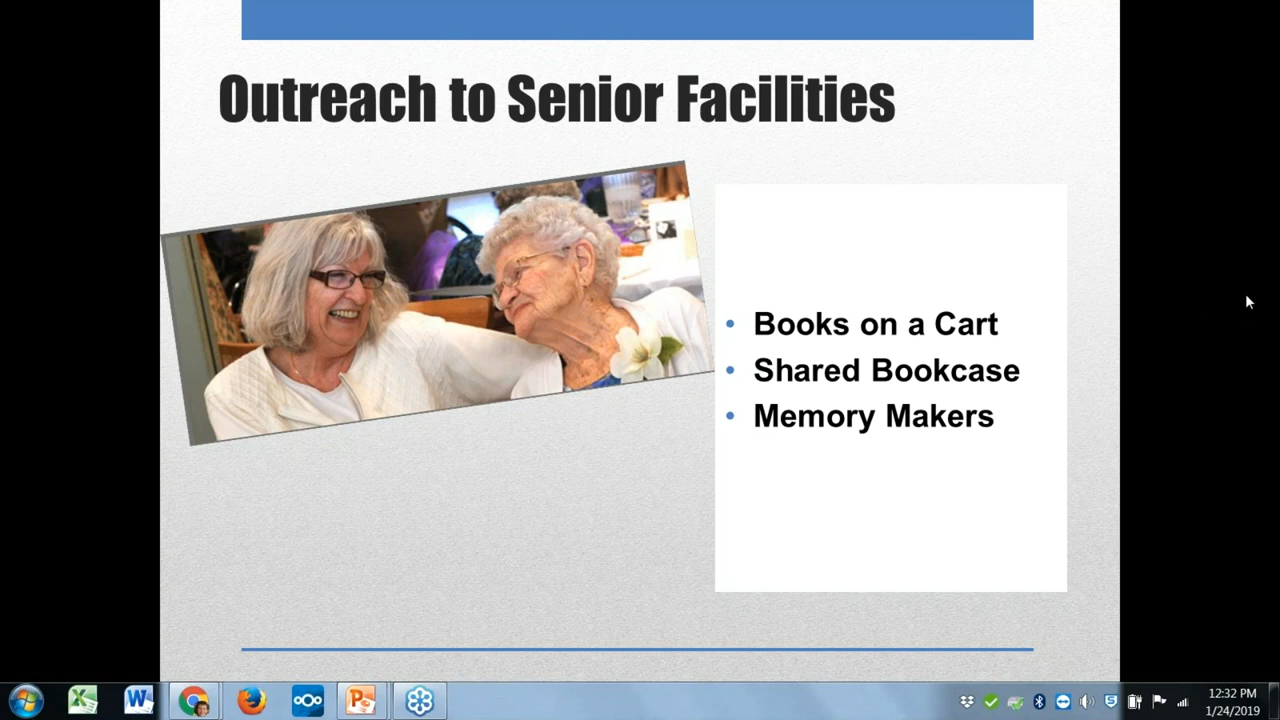 Outreach to Senior Facilities
• Books on a Cart
• Shared Bookcase
• Memory Makers
12:32 PM
1/24/2019